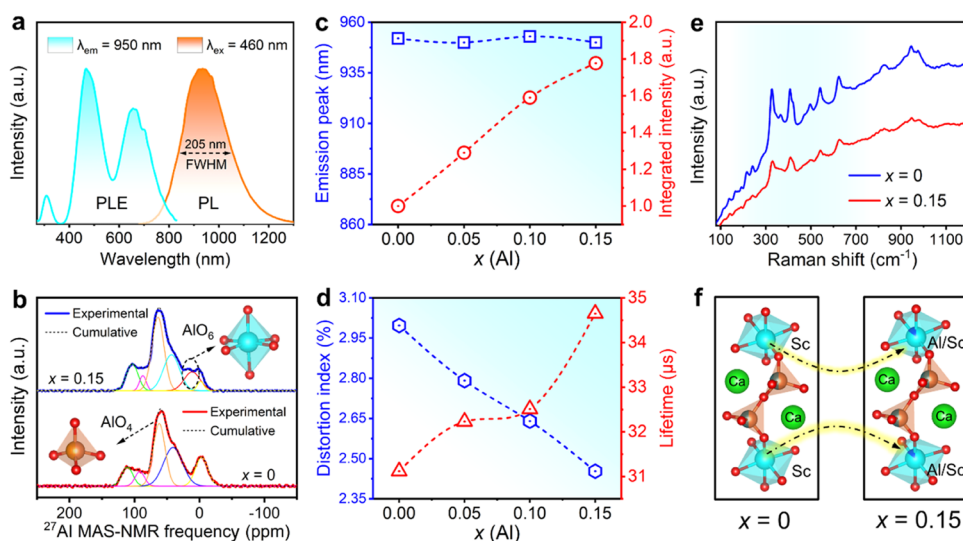 a
λem = 950 nm
λex = 460 nm
205 nm
FWHM
PLE
PL
Intensity (a.u.)
400 600 800 1000 1200
Wavelength (nm)
b
Experimental
Cumulative
AlO6
x = 0.15
AlO4
Experimental
Cumulative
x = 0
Intensity (a.u.)
200 100 0 -100
27Al MAS-NMR frequency (ppm)
c
960
935
910
885
860
Emission peak (nm)
2.0
1.8
1.6
1.4
1.2
1.0
Integrated intensity (a.u.)
0.00 0.05 0.10 0.15
x (Al)
d
3.10
2.95
2.80
2.65
2.50
2.35
Distortion index (%)
35
34
33
32
31
Lifetime (μs)
0.00 0.05 0.10 0.15
x (Al)
e
Intensity (a.u.)
x = 0
x = 0.15
100 300 500 700 900 1100
Raman shift (cm−1)
f
Sc
Al/Sc
Ca
Ca
Ca
Ca
Sc
Al/Sc
x = 0
x = 0.15